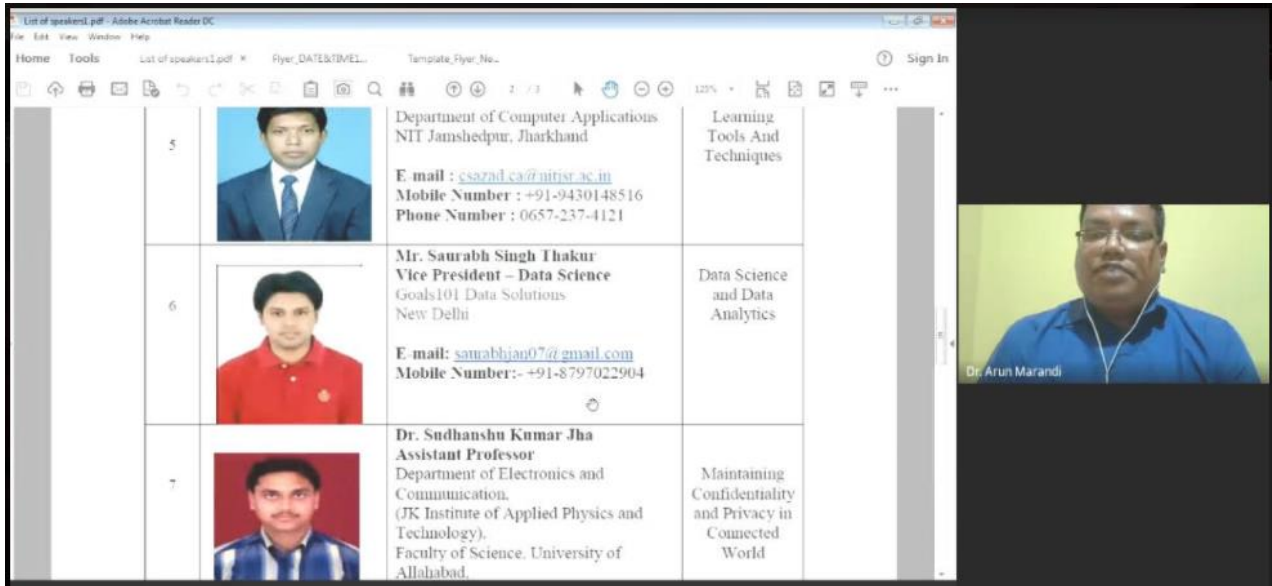 List of speakers1.pdf - Adobe Acrobat Reader DC
File Edit View Window Help
Home Tools List of speakers1.pdf × Flyer_DATE&TIME1... Template_Flyer_Ne... Sign In
2 / 3 125%
5
Department of Computer Applications
NIT Jamshedpur, Jharkhand
E-mail : csazad.ca@nitjsr.ac.in
Mobile Number : +91-9430148516
Phone Number : 0657-237-4121
Learning
Tools And
Techniques
6
Mr. Saurabh Singh Thakur
Vice President – Data Science
Goals101 Data Solutions
New Delhi
E-mail: saurabhjan07@gmail.com
Mobile Number:- +91-8797022904
Data Science
and Data
Analytics
7
Dr. Sudhanshu Kumar Jha
Assistant Professor
Department of Electronics and
Communication,
(JK Institute of Applied Physics and
Technology),
Faculty of Science, University of
Allahabad,
Maintaining
Confidentiality
and Privacy in
Connected
World
Dr. Arun Marandi